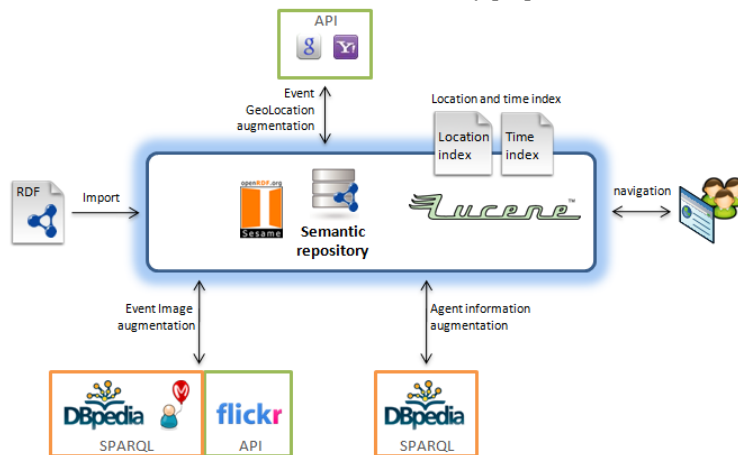 API
g Y!
Event
GeoLocation
augmentation
Location and time index
Location
index
Time
index
RDF
Import
openRDF.org
Sesame
Semantic
repository
Lucene™
navigation
Event Image
augmentation
Agent information
augmentation
DBpedia
SPARQL
flickr
API
DBpedia
SPARQL